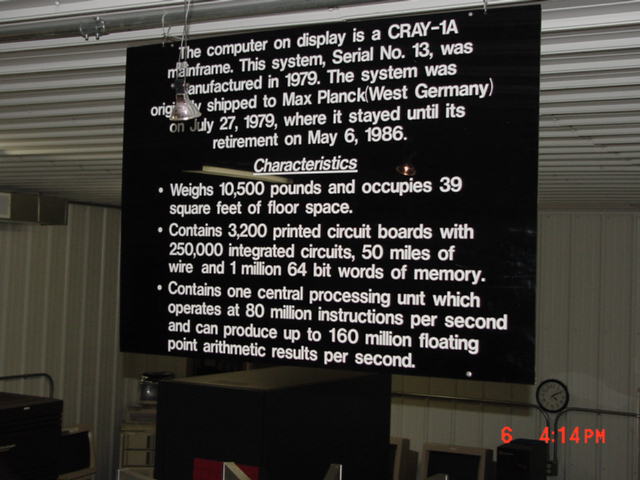 The computer on display is a CRAY-1A
mainframe. This system, Serial No. 13, was
manufactured in 1979. The system was
originally shipped to Max Planck(West Germany)
on July 27, 1979, where it stayed until its
retirement on May 6, 1986.
Characteristics
• Weighs 10,500 pounds and occupies 39
square feet of floor space.
• Contains 3,200 printed circuit boards with
250,000 integrated circuits, 50 miles of
wire and 1 million 64 bit words of memory.
• Contains one central processing unit which
operates at 80 million instructions per second
and can produce up to 160 million floating
point arithmetic results per second.
6 4:14PM